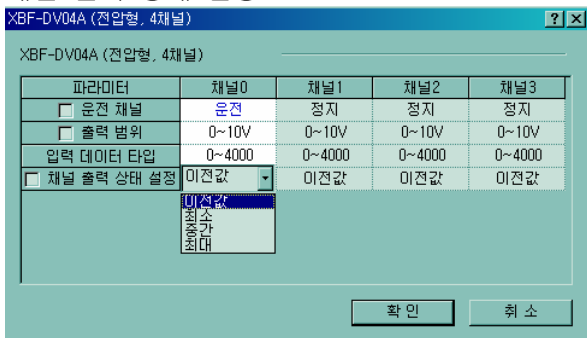 XBF-DV04A (전압형, 4채널)
XBF-DV04A (전압형, 4채널)
파라미터 채널0 채널1 채널2 채널3
운전 채널 운전 정지 정지 정지
출력 범위 0~10V 0~10V 0~10V 0~10V
입력 데이터 타입 0~4000 0~4000 0~4000 0~4000
채널 출력 상태 설정 이전값 이전값 이전값 이전값
이전값
최소
중간
최대
확 인 취 소